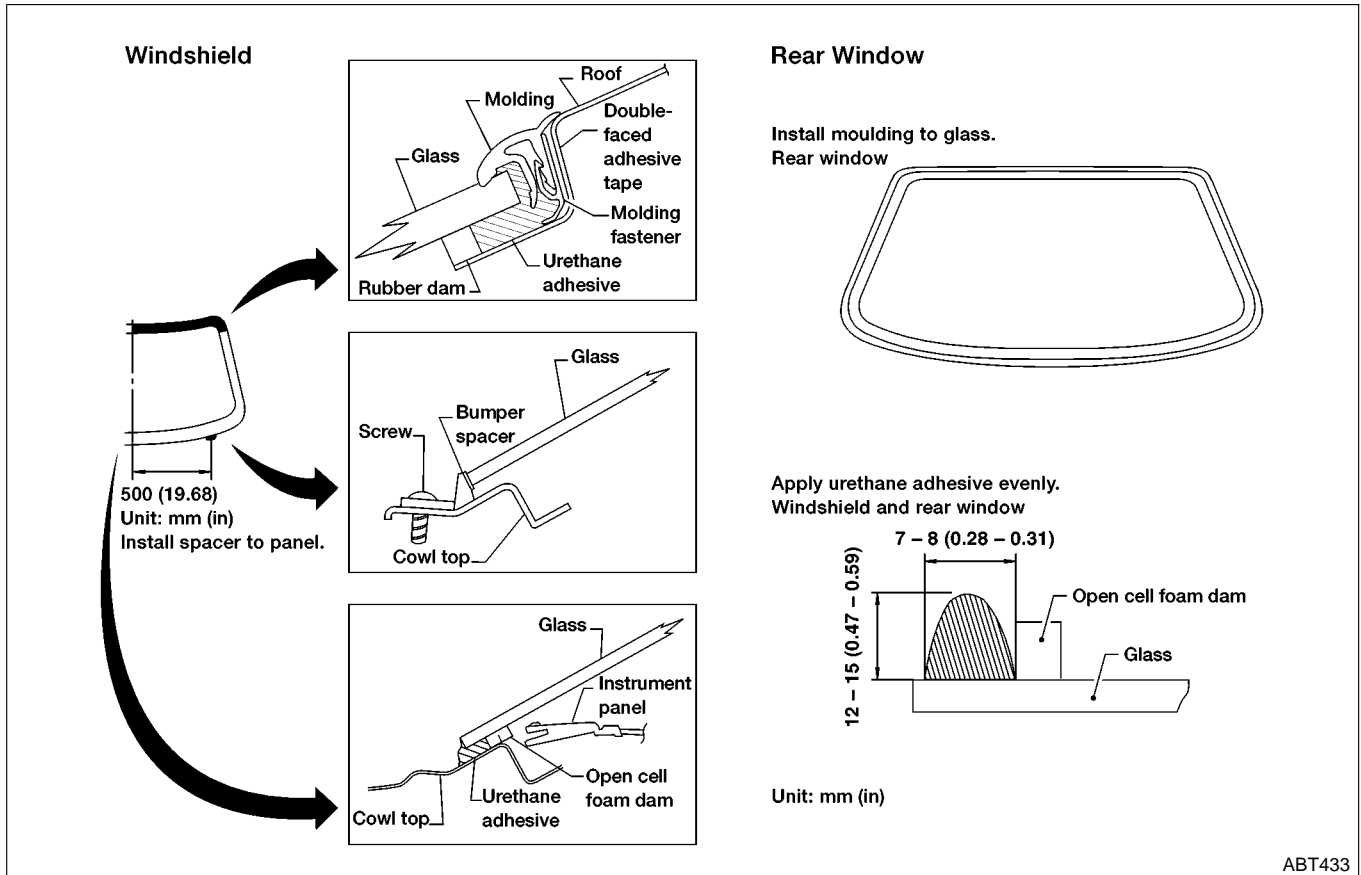 Windshield
Roof
Molding
Double-
faced
adhesive
tape
Glass
Molding
fastener
Urethane
adhesive
Rubber dam
Glass
Bumper
spacer
Screw
Cowl top
500 (19.68)
Unit: mm (in)
Install spacer to panel.
Glass
Instrument
panel
Open cell
foam dam
Urethane
adhesive
Cowl top
Rear Window
Install moulding to glass.
Rear window
Apply urethane adhesive evenly.
Windshield and rear window
7 – 8 (0.28 – 0.31)
12 – 15 (0.47 – 0.59)
Open cell foam dam
Glass
Unit: mm (in)
ABT433